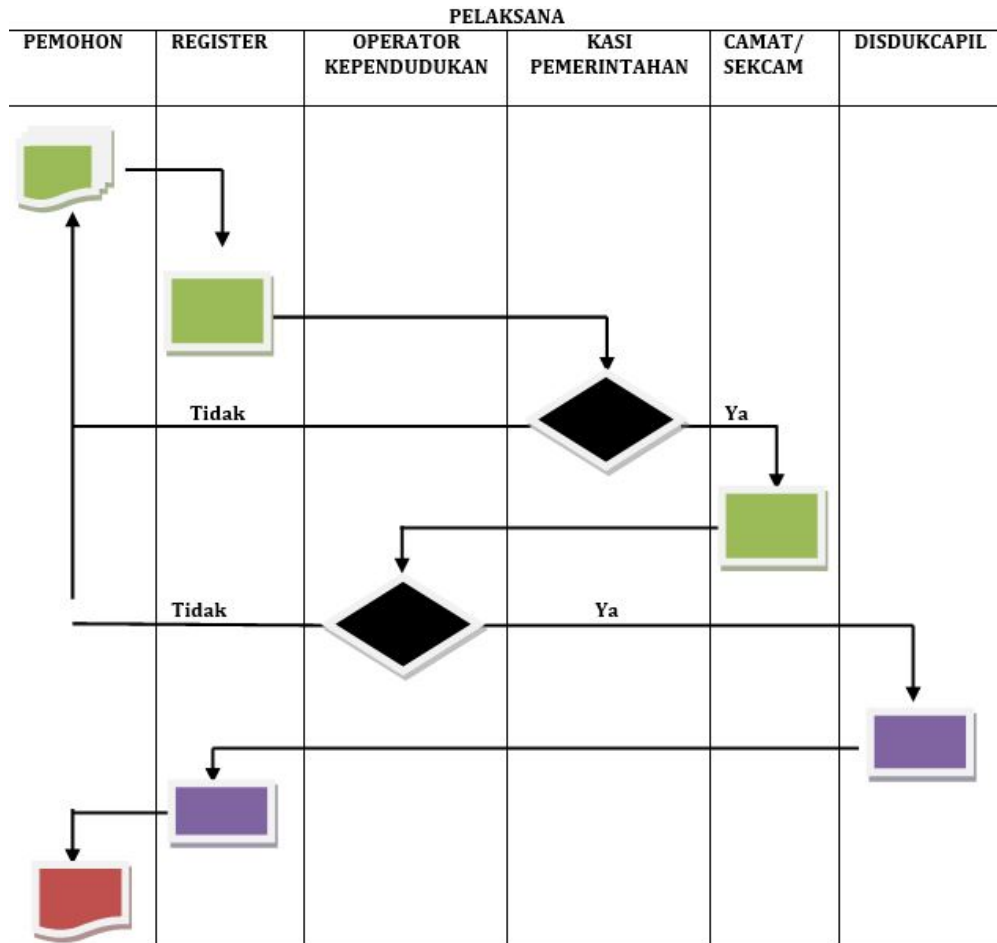 PELAKSANA
PEMOHON
REGISTER
OPERATOR
KEPENDUDUKAN
KASI
PEMERINTAHAN
CAMAT/
SEKCAM
DISDUKCAPIL
Tidak
Ya
Tidak
Ya